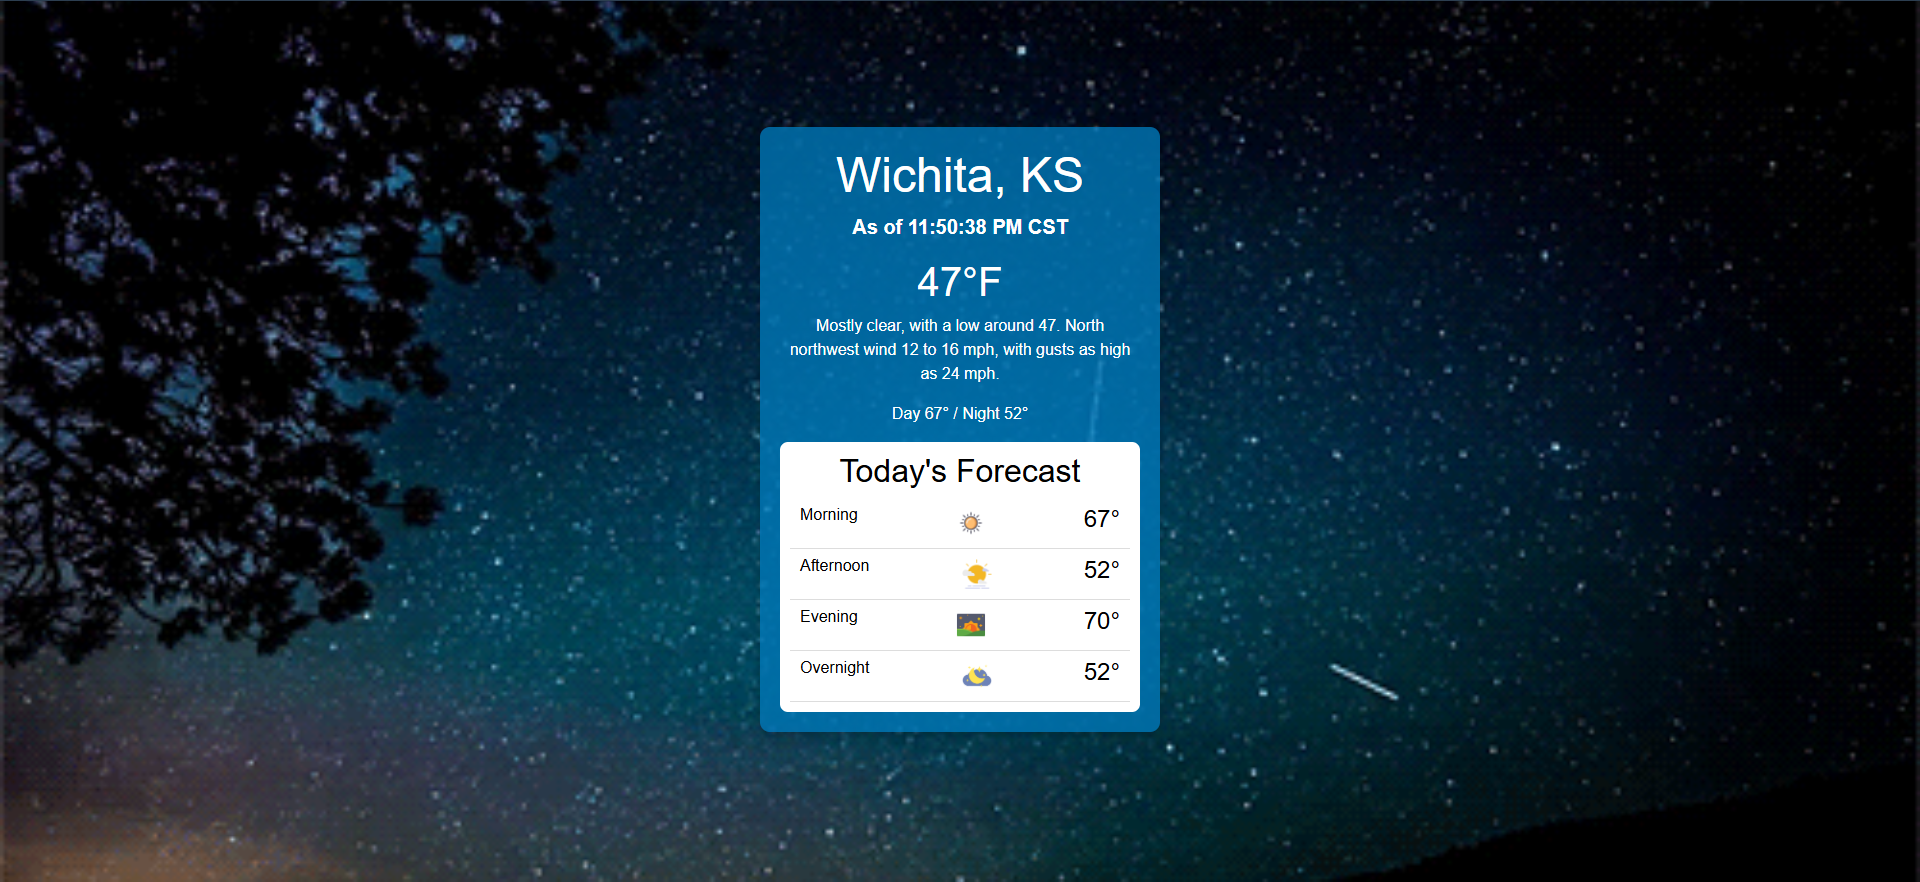 Wichita, KS
As of 11:50:38 PM CST
47°F
Mostly clear, with a low around 47. North
northwest wind 12 to 16 mph, with gusts as high
as 24 mph.
Day 67° / Night 52°
Today's Forecast
Morning 67°
Afternoon 52°
Evening 70°
Overnight 52°